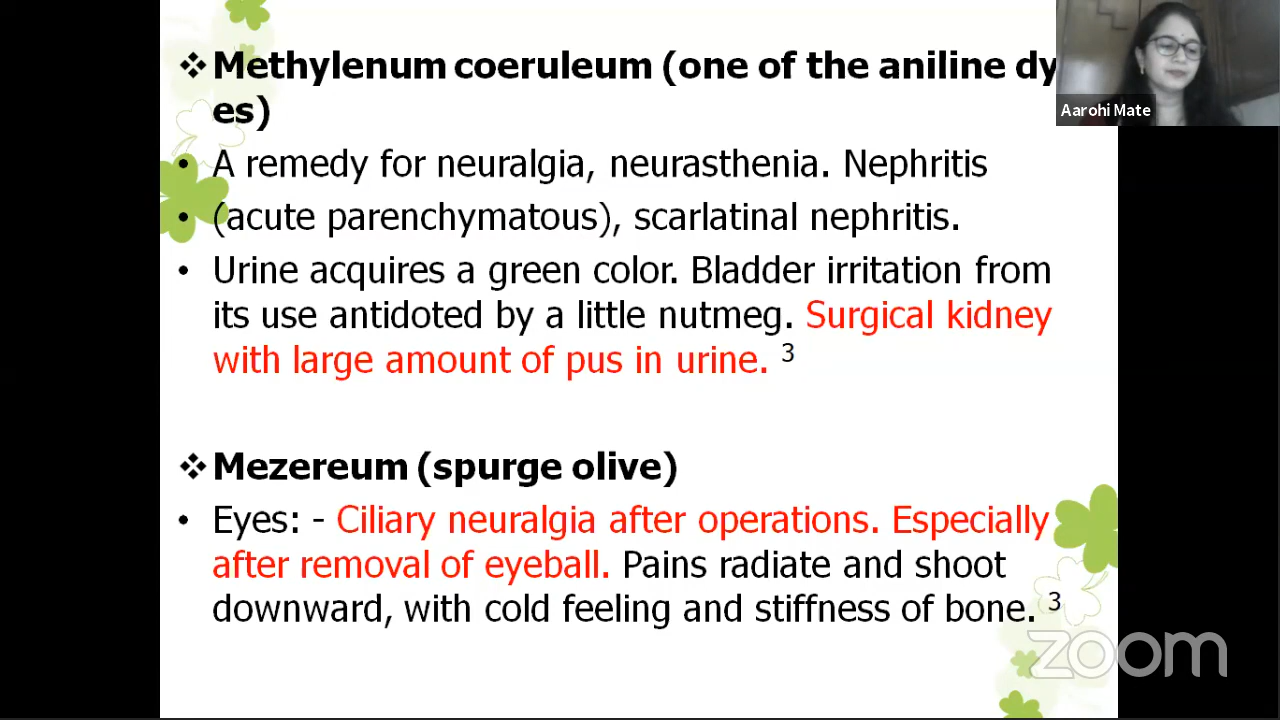 ❖Methylenum coeruleum (one of the aniline dy
es)
• A remedy for neuralgia, neurasthenia. Nephritis
• (acute parenchymatous), scarlatinal nephritis.
• Urine acquires a green color. Bladder irritation from
its use antidoted by a little nutmeg. Surgical kidney
with large amount of pus in urine. 3
❖Mezereum (spurge olive)
• Eyes: - Ciliary neuralgia after operations. Especially
after removal of eyeball. Pains radiate and shoot
downward, with cold feeling and stiffness of bone. 3
Aarohi Mate
zoom